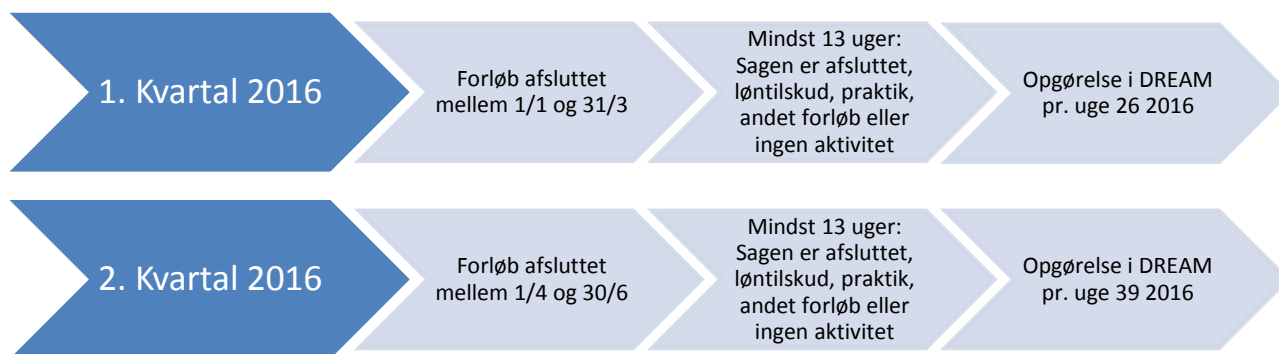 1. Kvartal 2016
Forløb afsluttet
mellem 1/1 og 31/3
Mindst 13 uger:
Sagen er afsluttet,
løntilskud, praktik,
andet forløb eller
ingen aktivitet
Opgørelse i DREAM
pr. uge 26 2016
2. Kvartal 2016
Forløb afsluttet
mellem 1/4 og 30/6
Mindst 13 uger:
Sagen er afsluttet,
løntilskud, praktik,
andet forløb eller
ingen aktivitet
Opgørelse i DREAM
pr. uge 39 2016